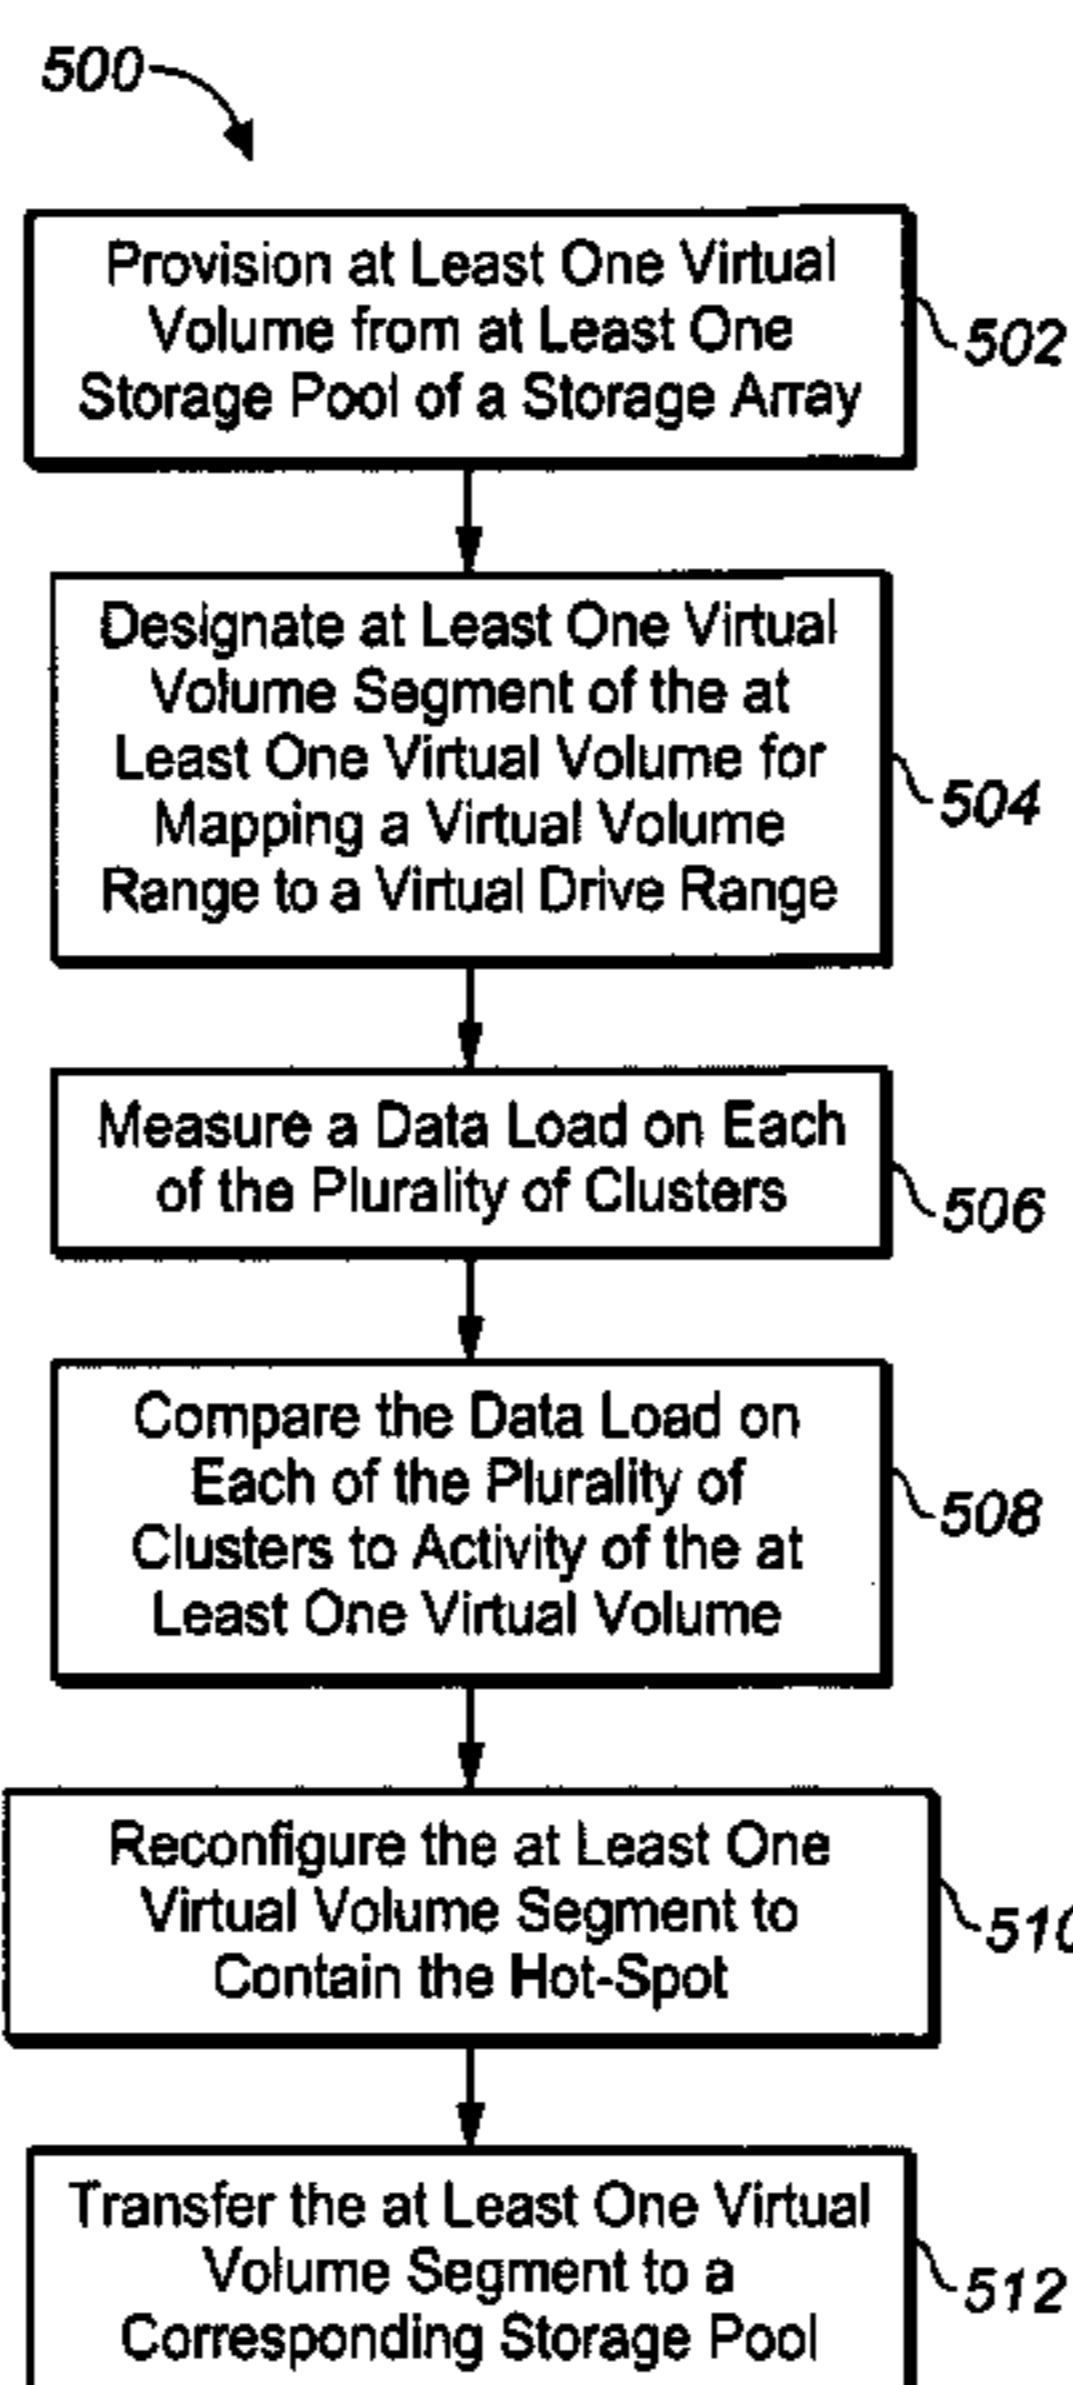 500
Provision at Least One Virtual
Volume from at Least One
Storage Pool of a Storage Array
502
Designate at Least One Virtual
Volume Segment of the at
Least One Virtual Volume for
Mapping a Virtual Volume
Range to a Virtual Drive Range
504
Measure a Data Load on Each
of the Plurality of Clusters
506
Compare the Data Load on
Each of the Plurality of
Clusters to Activity of the at
Least One Virtual Volume
508
Reconfigure the at Least One
Virtual Volume Segment to
Contain the Hot-Spot
510
Transfer the at Least One Virtual
Volume Segment to a
Corresponding Storage Pool
512